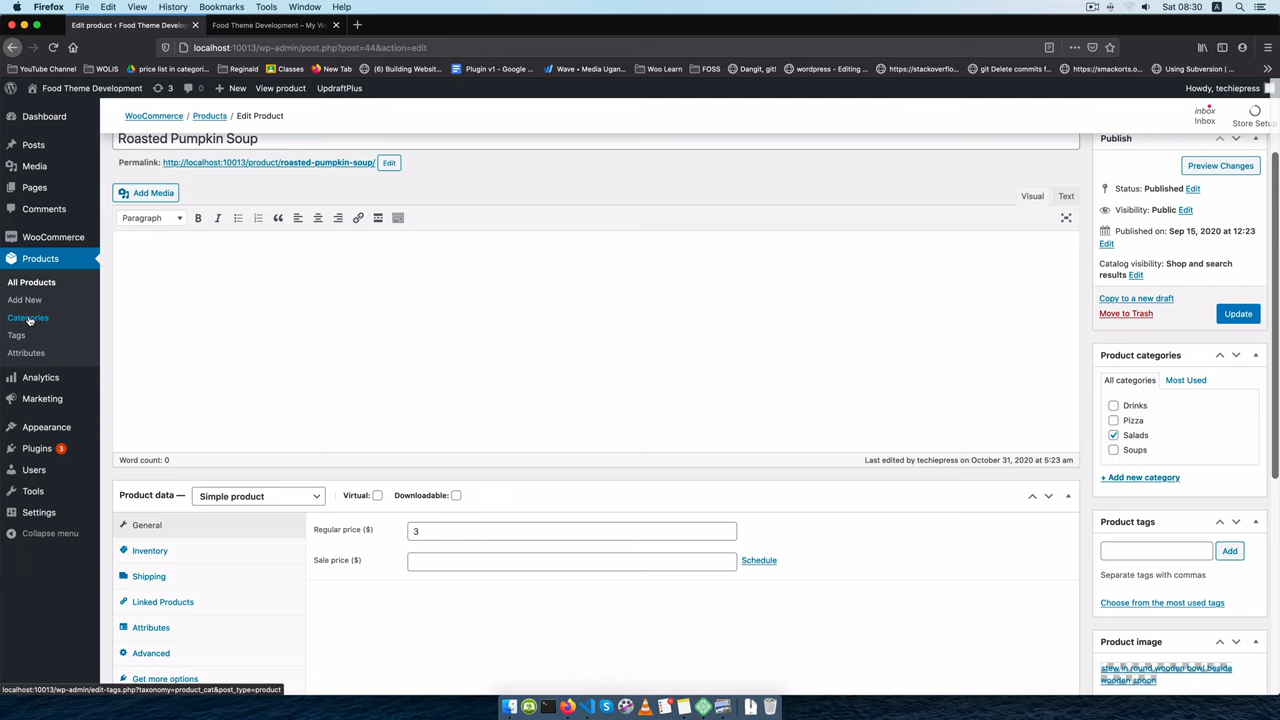 Firefox File Edit View History Bookmarks Tools Window Help Sat 08:30
Edit product ‹ Food Theme Develo
Food Theme Development – My W
localhost:10013/wp-admin/post.php?post=44&action=edit
YouTube Channel WOLIS price list in categori... Reginald Classes New Tab (6) Building Websit... Plugin v1 - Google ... Wave • Media Ugan... Woo Learn FOSS Dangit, git! wordpress - Editing ... https://stackoverflo... git Delete commits f... https://smackorts.o... Using Subversion |...
Food Theme Development 3 0 New View product UpdraftPlus Howdy, techiepress
Dashboard
Posts
Media
Pages
Comments
WooCommerce
Products
All Products
Add New
Categories
Tags
Attributes
Analytics
Marketing
Appearance
Plugins 3
Users
Tools
Settings
Collapse menu
WooCommerce / Products / Edit Product
inbox
Inbox
Store Setu
Roasted Pumpkin Soup
Permalink: http://localhost:10013/product/roasted-pumpkin-soup/ Edit
Add Media
Visual Text
Paragraph B I
Word count: 0
Last edited by techiepress on October 31, 2020 at 5:23 am
Product data — Simple product Virtual: Downloadable:
General
Inventory
Shipping
Linked Products
Attributes
Advanced
Get more options
Regular price ($) 3
Sale price ($) Schedule
Publish
Preview Changes
Status: Published Edit
Visibility: Public Edit
Published on: Sep 15, 2020 at 12:23
Edit
Catalog visibility: Shop and search
results Edit
Copy to a new draft
Move to Trash
Update
Product categories
All categories Most Used
Drinks
Pizza
Salads
Soups
+ Add new category
Product tags
Add
Separate tags with commas
Choose from the most used tags
Product image
stew in round wooden bowl beside
wooden spoon
localhost:10013/wp-admin/edit-tags.php?taxonomy=product_cat&post_type=product